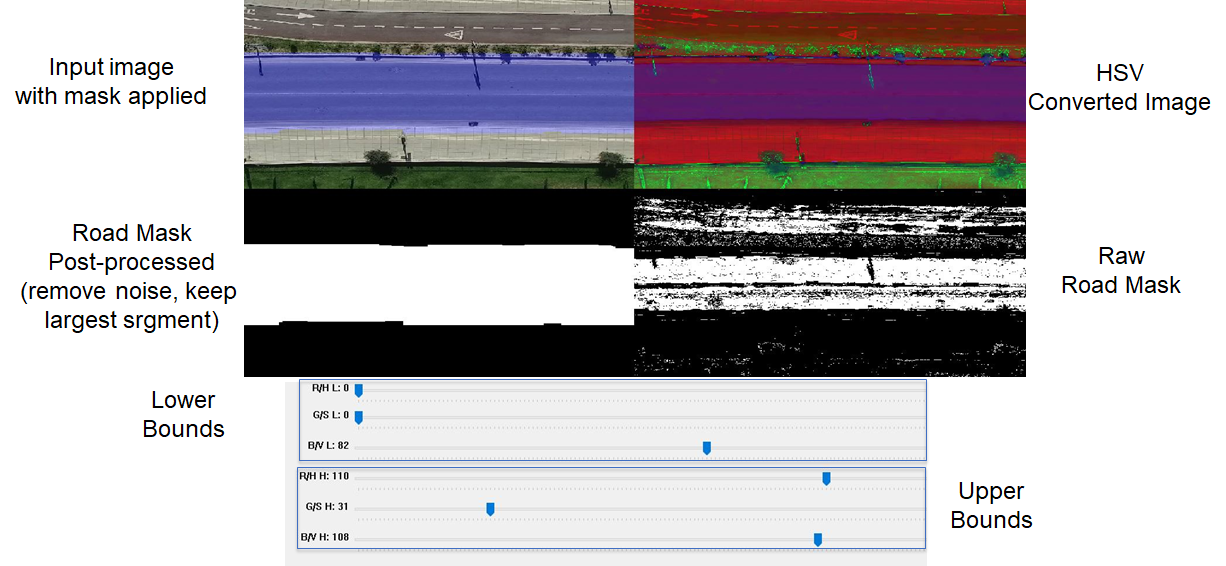 Input image
with mask applied
HSV
Converted Image
Road Mask
Post-processed
(remove noise, keep
largest srgment)
Raw
Road Mask
Lower
Bounds
R/H L: 0
G/S L: 0
B/V L: 82
R/H H: 110
G/S H: 31
B/V H: 108
Upper
Bounds